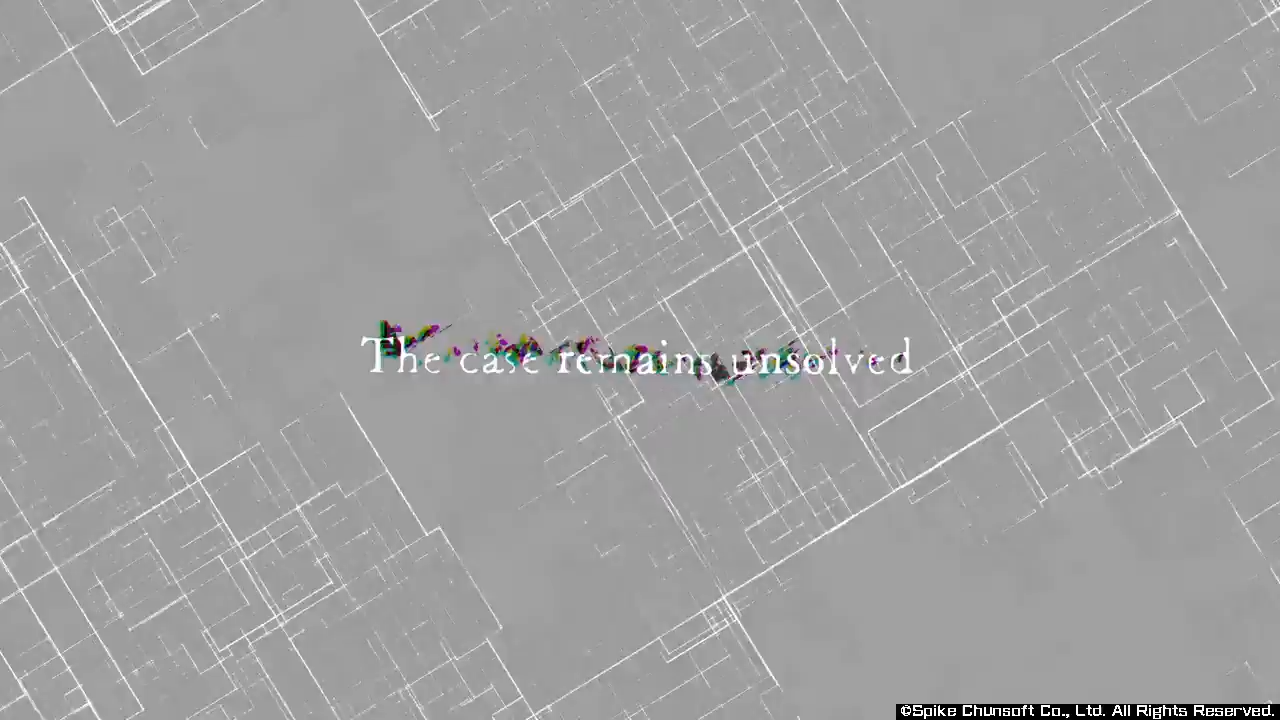 The case remains unsolved
©Spike Chunsoft Co., Ltd. All Rights Reserved.